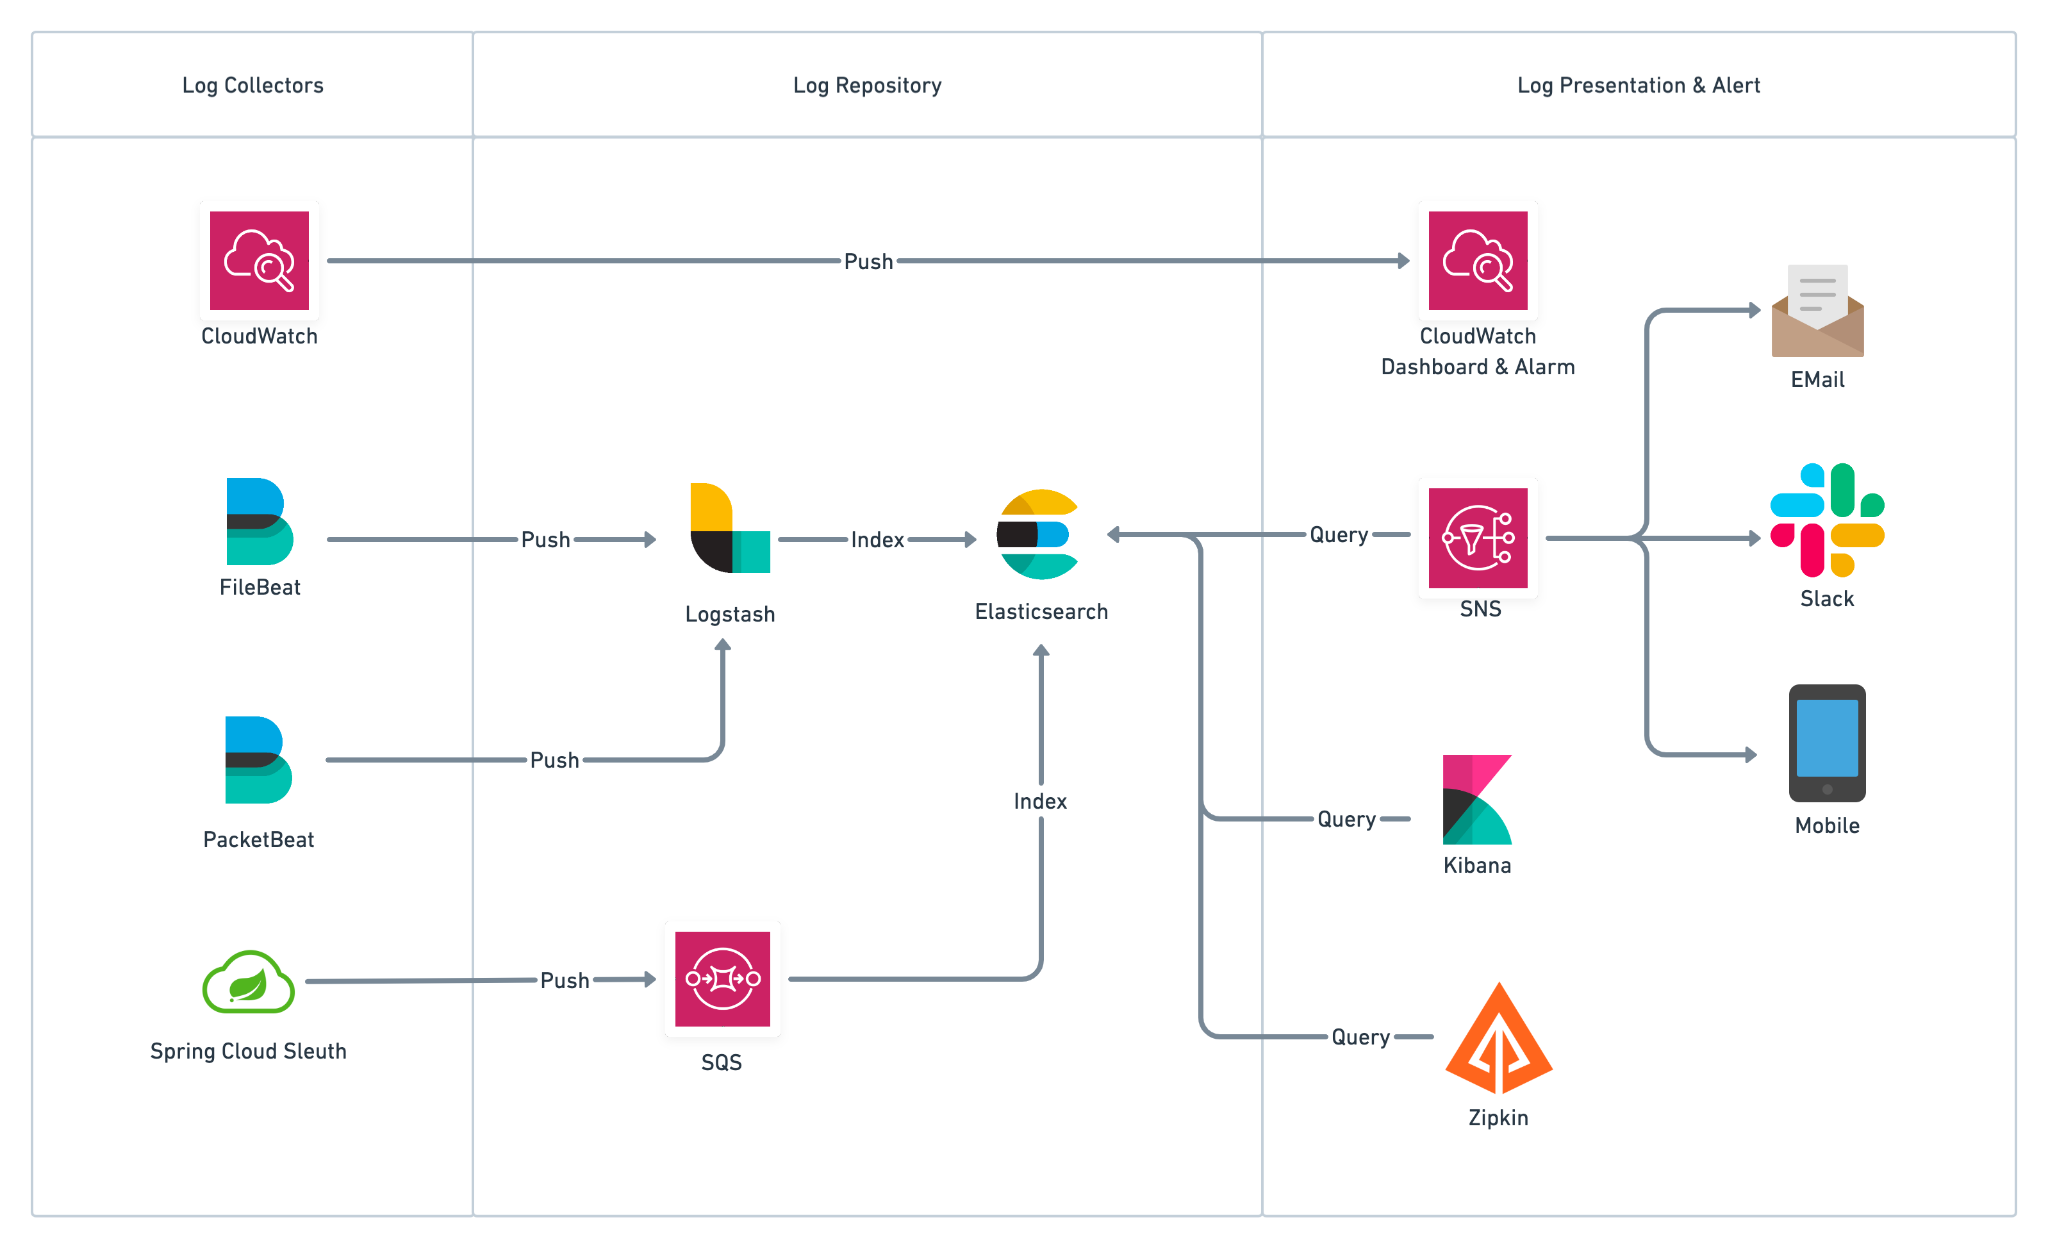 Log Collectors
Log Repository
Log Presentation & Alert
CloudWatch
Push
CloudWatch
Dashboard & Alarm
EMail
FileBeat
Push
Logstash
Index
Elasticsearch
Query
SNS
Slack
PacketBeat
Push
Index
Query
Kibana
Mobile
Spring Cloud Sleuth
Push
SQS
Query
Zipkin